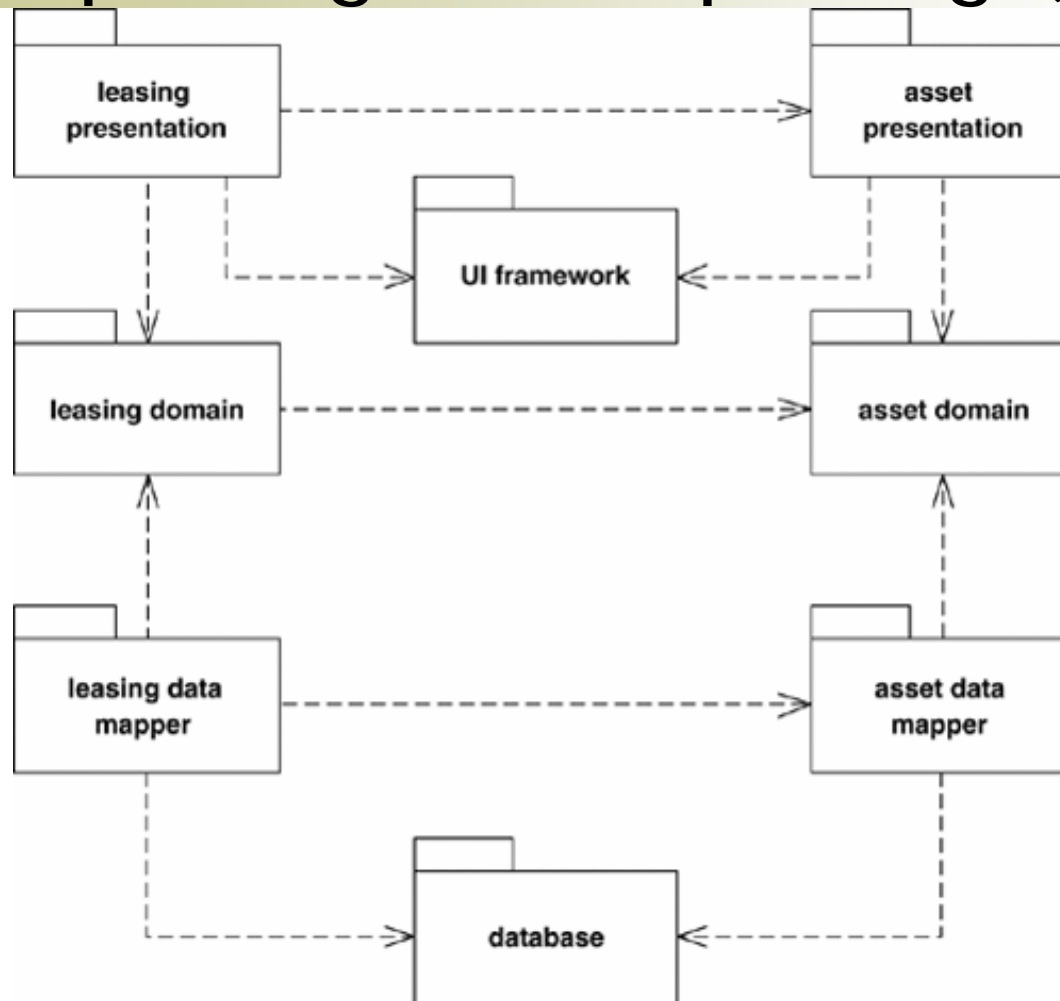 leasing
presentation
asset
presentation
UI framework
leasing domain
asset domain
leasing data
mapper
asset data
mapper
database